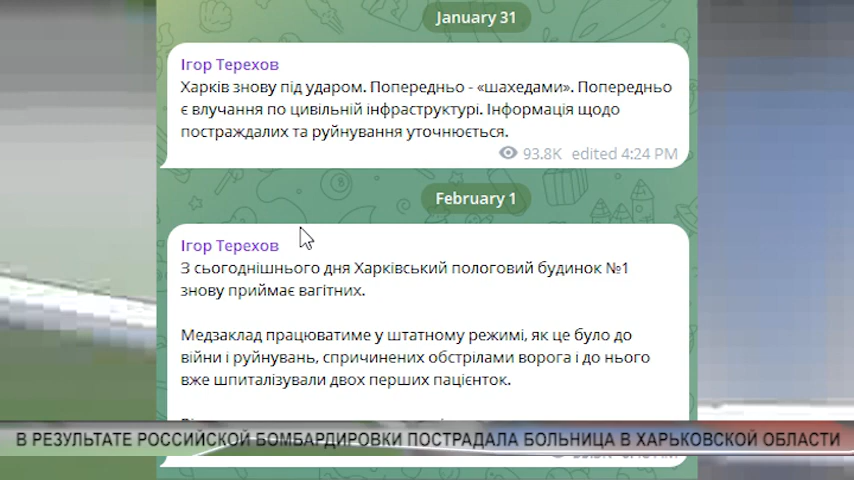 January 31
Ігор Терехов
Харків знову під ударом. Попередньо - «шахедами». Попередньо
є влучання по цивільній інфраструктурі. Інформація щодо
постраждалих та руйнування уточнюється.
93.8K edited 4:24 PM
February 1
Ігор Терехов
З сьогоднішнього дня Харківський пологовий будинок №1
знову приймає вагітних.
Медзаклад працюватиме у штатному режимі, як це було до
війни і руйнувань, спричинених обстрілами ворога і до нього
вже шпиталізували двох перших пацієнток.
В РЕЗУЛЬТАТЕ РОССИЙСКОЙ БОМБАРДИРОВКИ ПОСТРАДАЛА БОЛЬНИЦА В ХАРЬКОВСКОЙ ОБЛАСТИ